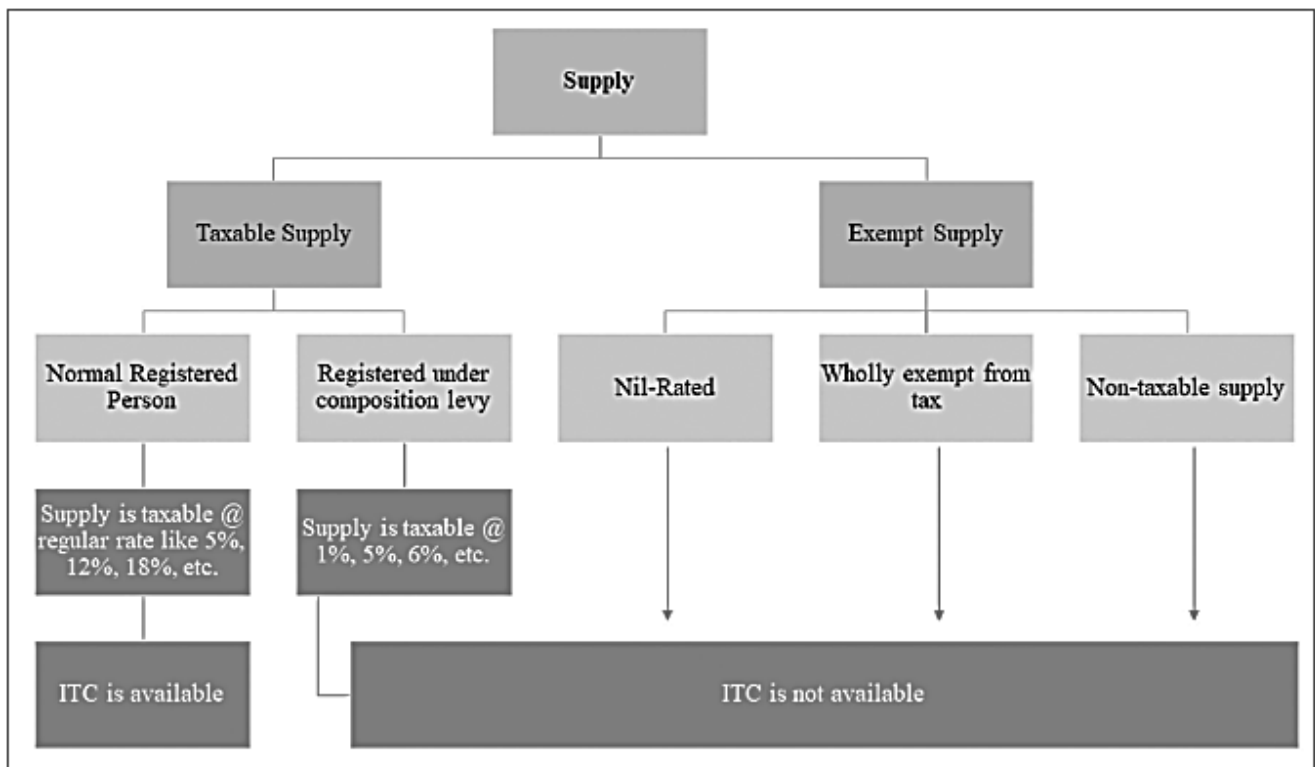 Supply
Taxable Supply
Exempt Supply
Normal Registered
Person
Registered under
composition levy
Nil-Rated
Wholly exempt from
tax
Non-taxable supply
Supply is taxable @
regular rate like 5%,
12%, 18%, etc.
Supply is taxable @
1%, 5%, 6%, etc.
ITC is available
ITC is not available